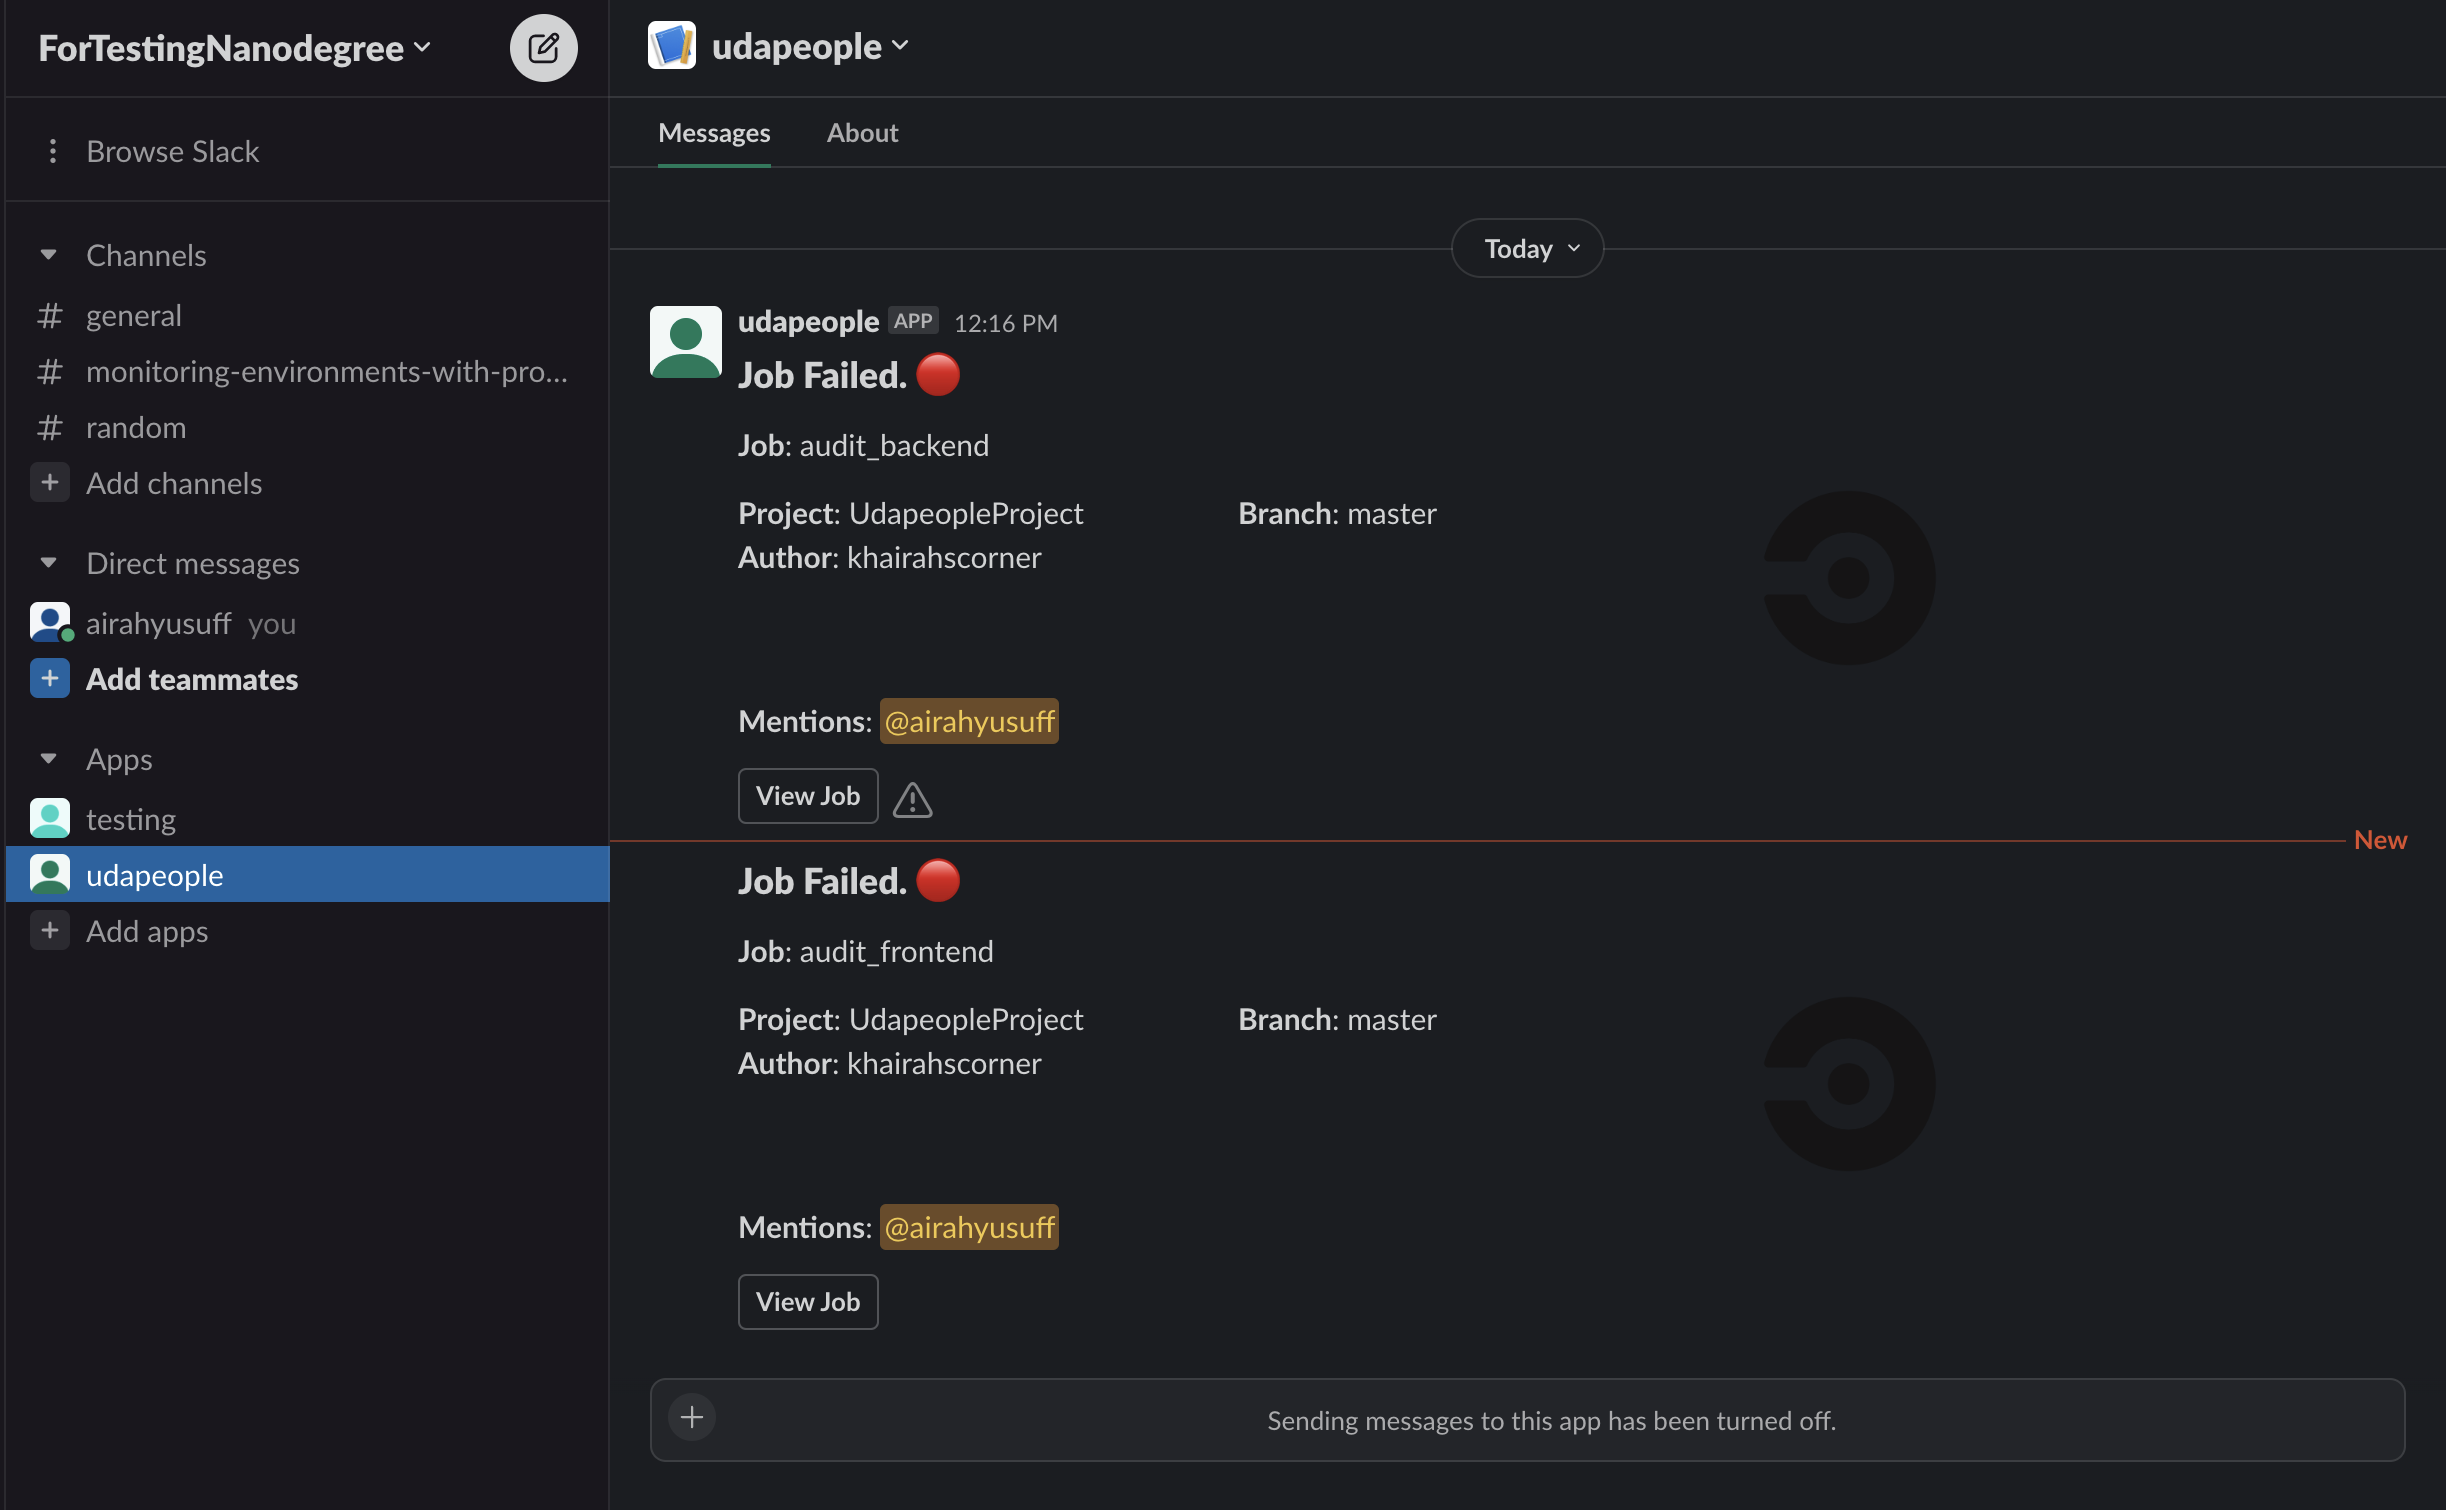 ForTestingNanodegree
Browse Slack
Channels
# general
# monitoring-environments-with-pro...
# random
+ Add channels
Direct messages
airahyusuff you
+ Add teammates
Apps
testing
udapeople
+ Add apps
udapeople
Messages About
Today
udapeople APP 12:16 PM
Job Failed. 🔴
Job: audit_backend
Project: UdapeopleProject Branch: master
Author: khairahscorner
Mentions: @airahyusuff
View Job
New
Job Failed. 🔴
Job: audit_frontend
Project: UdapeopleProject Branch: master
Author: khairahscorner
Mentions: @airahyusuff
View Job
Sending messages to this app has been turned off.